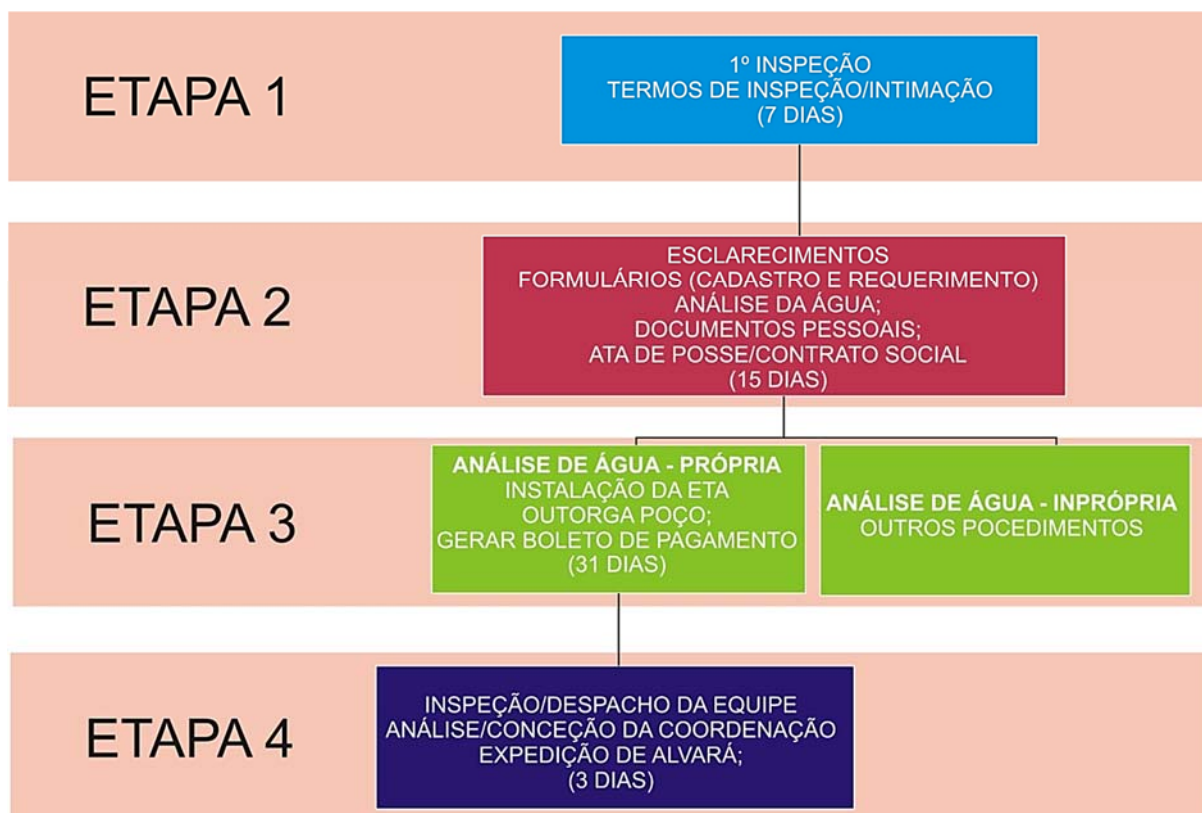 ETAPA 1
1º INSPEÇÃO
TERMOS DE INSPEÇÃO/INTIMAÇÃO
(7 DIAS)
ETAPA 2
ESCLARECIMENTOS
FORMULÁRIOS (CADASTRO E REQUERIMENTO)
ANÁLISE DA ÁGUA;
DOCUMENTOS PESSOAIS;
ATA DE POSSE/CONTRATO SOCIAL
(15 DIAS)
ETAPA 3
ANÁLISE DE ÁGUA - PRÓPRIA
INSTALAÇÃO DA ETA
OUTORGA POÇO;
GERAR BOLETO DE PAGAMENTO
(31 DIAS)
ANÁLISE DE ÁGUA - INPRÓPRIA
OUTROS POCEDIMENTOS
ETAPA 4
INSPEÇÃO/DESPACHO DA EQUIPE
ANÁLISE/CONCEÇÃO DA COORDENAÇÃO
EXPEDIÇÃO DE ALVARÁ;
(3 DIAS)